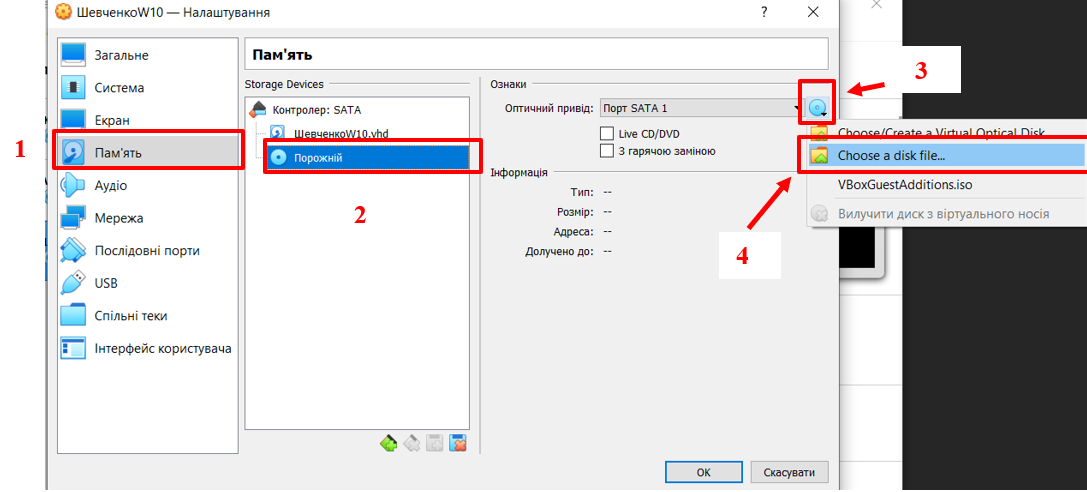 ШевченкоW10 — Налаштування
?
1
Загальне
Система
Екран
Пам'ять
Аудіо
Мережа
Послідовні порти
USB
Спільні теки
Інтерфейс користувача
Пам'ять
Storage Devices
Контролер: SATA
ШевченкоW10.vhd
Порожній
2
Ознаки
Оптичний привід:
Порт SATA 1
Live CD/DVD
З гарячою заміною
Інформація
Тип: --
Розмір: --
Адреса: --
Долучено до: --
3
Choose/Create a Virtual Optical Disk
Choose a disk file...
VBoxGuestAdditions.iso
Вилучити диск з віртуального носія
4
OK
Скасувати